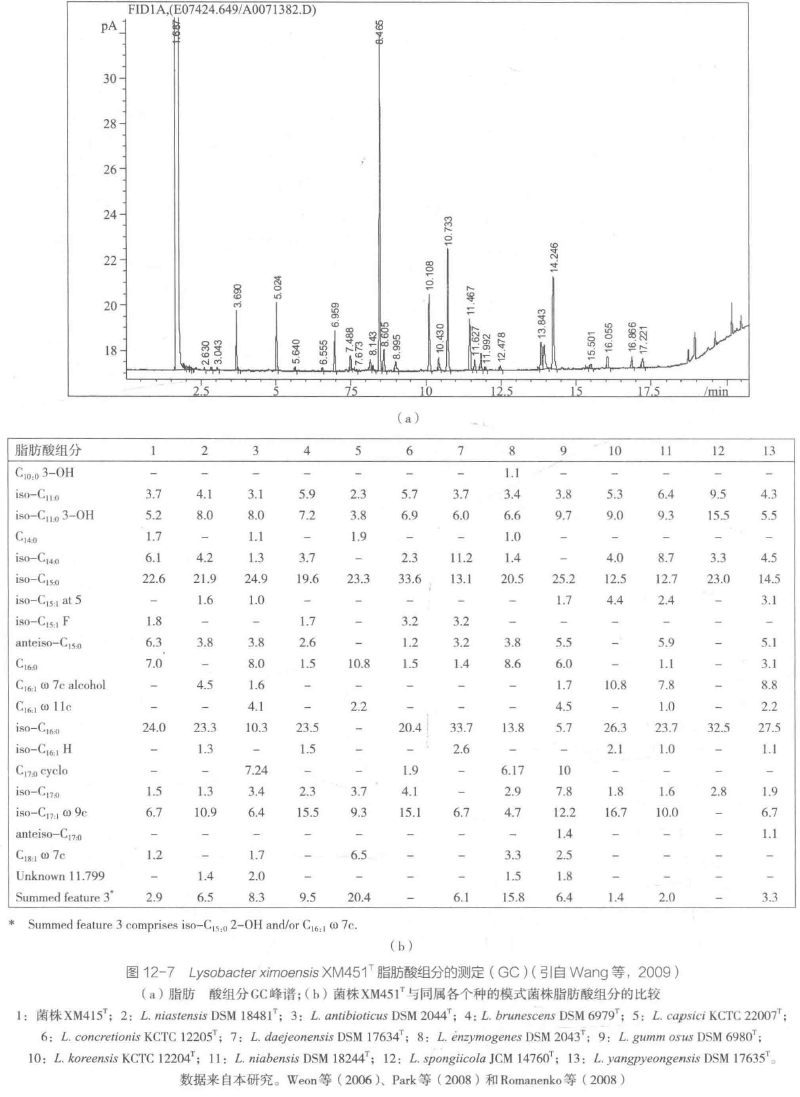 FID1A,(E07424.649/A0071382.D)
pA
30
28
26
24
22
20
18
1.687
2.630
3.043
3.690
5.024
5.640
6.555
6.959
7.488
7.673
8.143
8.465
8.605
8.995
10.108
10.430
10.733
11.467
11.627
11.992
12.478
13.843
14.246
15.501
16.055
16.866
17.221
2.5 5 7.5 10 12.5 15 17.5 /min
(a)
脂肪酸组分 1 2 3 4 5 6 7 8 9 10 11 12 13
C10:0 3-OH – – – – – – – 1.1 – – – – –
iso-C11:0 3.7 4.1 3.1 5.9 2.3 5.7 3.7 3.4 3.8 5.3 6.4 9.5 4.3
iso-C11:0 3-OH 5.2 8.0 8.0 7.2 3.8 6.9 6.0 6.6 9.7 9.0 9.3 15.5 5.5
C14:0 1.7 – 1.1 – 1.9 – – 1.0 – – – – –
iso-C14:0 6.1 4.2 1.3 3.7 – 2.3 11.2 1.4 – 4.0 8.7 3.3 4.5
iso-C15:0 22.6 21.9 24.9 19.6 23.3 33.6 13.1 20.5 25.2 12.5 12.7 23.0 14.5
iso-C15:1 at 5 – 1.6 1.0 – – – – – 1.7 4.4 2.4 – 3.1
iso-C15:1 F 1.8 – – 1.7 – 3.2 3.2 – – – – – –
anteiso-C15:0 6.3 3.8 3.8 2.6 – 1.2 3.2 3.8 5.5 – 5.9 – 5.1
C16:0 7.0 – 8.0 1.5 10.8 1.5 1.4 8.6 6.0 – 1.1 – 3.1
C16:1 ω 7c alcohol – 4.5 1.6 – – – – – 1.7 10.8 7.8 – 8.8
C16:1 ω 11c – – 4.1 – 2.2 – – – 4.5 – 1.0 – 2.2
iso-C16:0 24.0 23.3 10.3 23.5 – 20.4 33.7 13.8 5.7 26.3 23.7 32.5 27.5
iso-C16:1 H – 1.3 – 1.5 – – 2.6 – – 2.1 1.0 – 1.1
C17:0 cyclo – – 7.24 – – 1.9 – 6.17 10 – – – –
iso-C17:0 1.5 1.3 3.4 2.3 3.7 4.1 – 2.9 7.8 1.8 1.6 2.8 1.9
iso-C17:1 ω 9c 6.7 10.9 6.4 15.5 9.3 15.1 6.7 4.7 12.2 16.7 10.0 – 6.7
anteiso-C17:0 – – – – – – – – 1.4 – – – 1.1
C18:1 ω 7c 1.2 – 1.7 – 6.5 – – 3.3 2.5 – – – –
Unknown 11.799 – 1.4 2.0 – – – – 1.5 1.8 – – – –
Summed feature 3* 2.9 6.5 8.3 9.5 20.4 – 6.1 15.8 6.4 1.4 2.0 – 3.3
* Summed feature 3 comprises iso-C15:0 2-OH and/or C16:1 ω 7c.
(b)
图 12-7 Lysobacter ximoensis XM451T 脂肪酸组分的测定（GC）（引自 Wang 等，2009）
（a）脂肪 酸组分GC峰谱；（b）菌株XM451T与同属各个种的模式菌株脂肪酸组分的比较
1：菌株XM415T；2：L. niastensis DSM 18481T；3：L. antibioticus DSM 2044T；4：L. brunescens DSM 6979T；5：L. capsici KCTC 22007T；
6：L. concretionis KCTC 12205T；7：L. daejeonensis DSM 17634T；8：L. enzymogenes DSM 2043T；9：L. gumm osus DSM 6980T；
10：L. koreensis KCTC 12204T；11：L. niabensis DSM 18244T；12：L. spongiicola JCM 14760T；13：L. yangpyeongensis DSM 17635T。
数据来自本研究。Weon等（2006）、Park等（2008）和Romanenko等（2008）